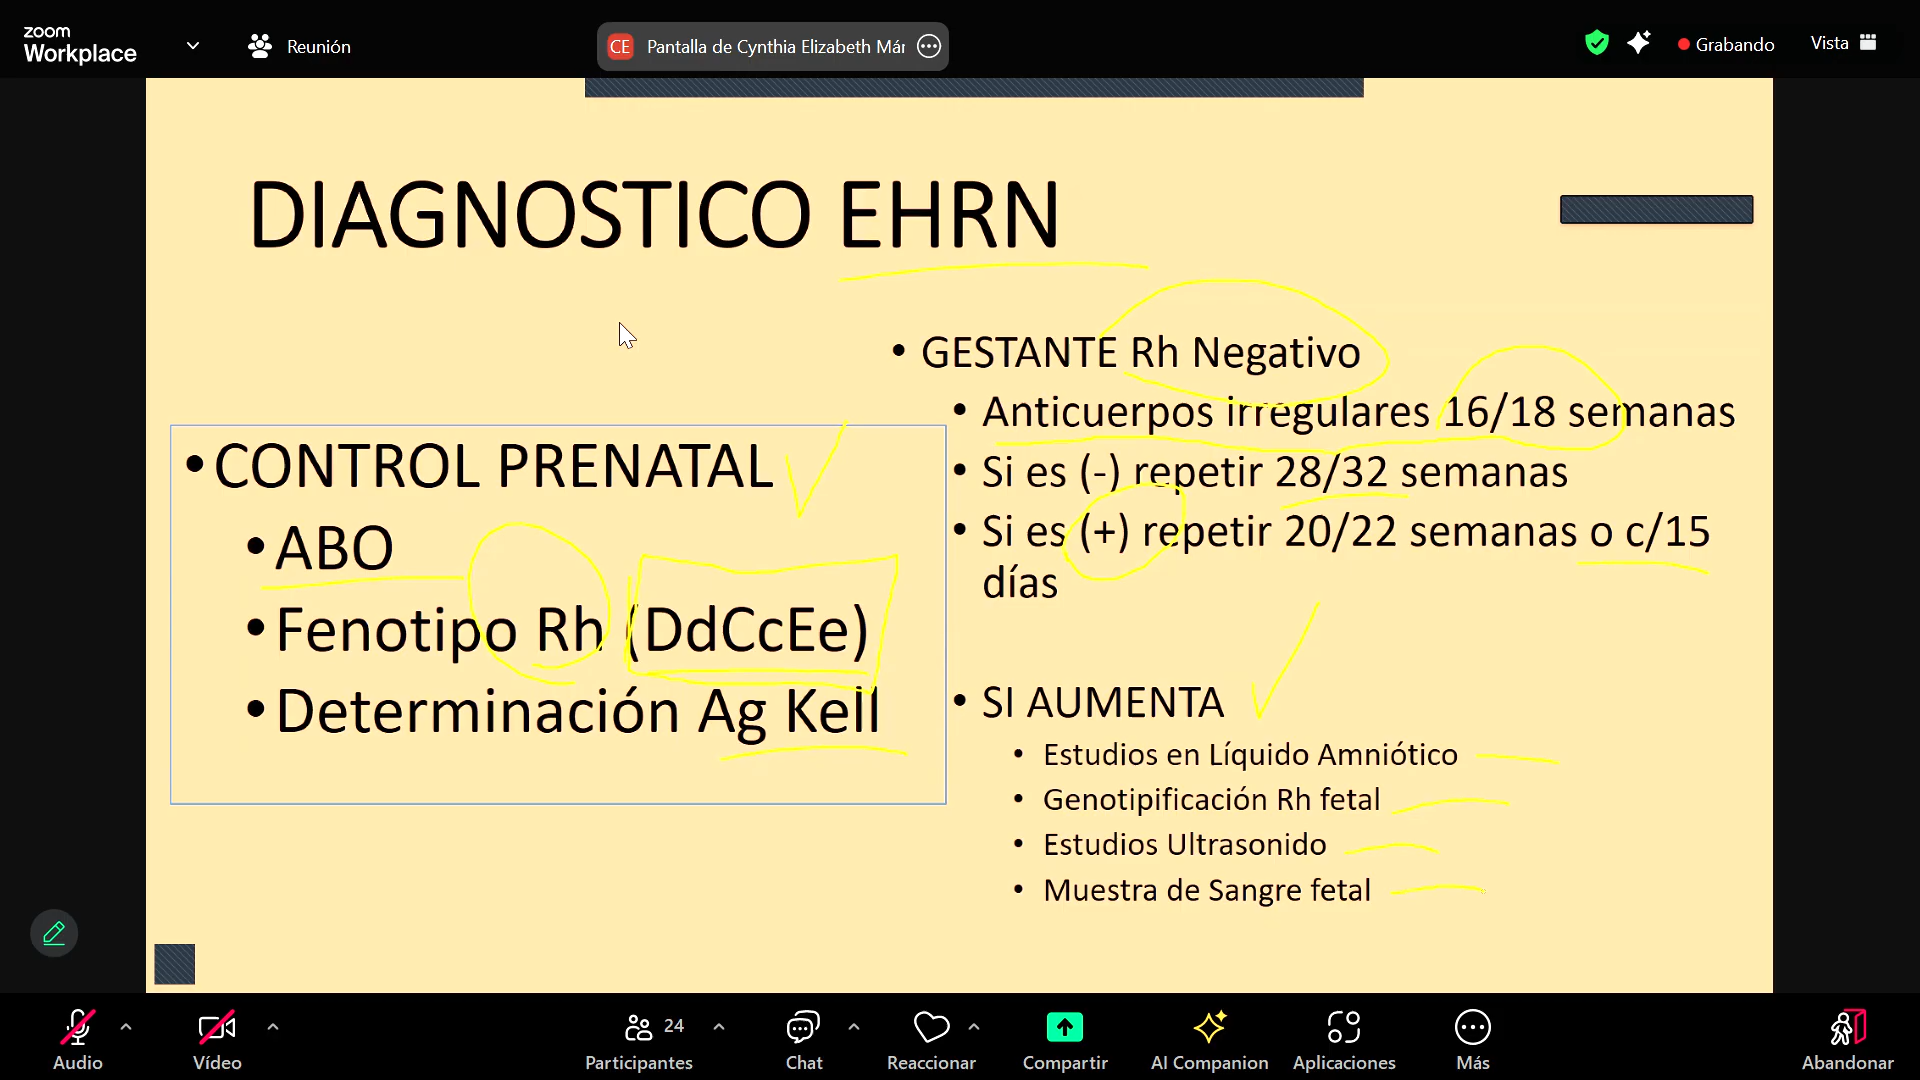 zoom
Workplace
Reunión
CE Pantalla de Cynthia Elizabeth Már
Grabando
Vista
DIAGNOSTICO EHRN
• CONTROL PRENATAL
• ABO
• Fenotipo Rh (DdCcEe)
• Determinación Ag Kell
• GESTANTE Rh Negativo
• Anticuerpos irregulares 16/18 semanas
• Si es (-) repetir 28/32 semanas
• Si es (+) repetir 20/22 semanas o c/15
días
• SI AUMENTA
• Estudios en Líquido Amniótico
• Genotipificación Rh fetal
• Estudios Ultrasonido
• Muestra de Sangre fetal
24
Audio
Vídeo
Participantes
Chat
Reaccionar
Compartir
AI Companion
Aplicaciones
Más
Abandonar